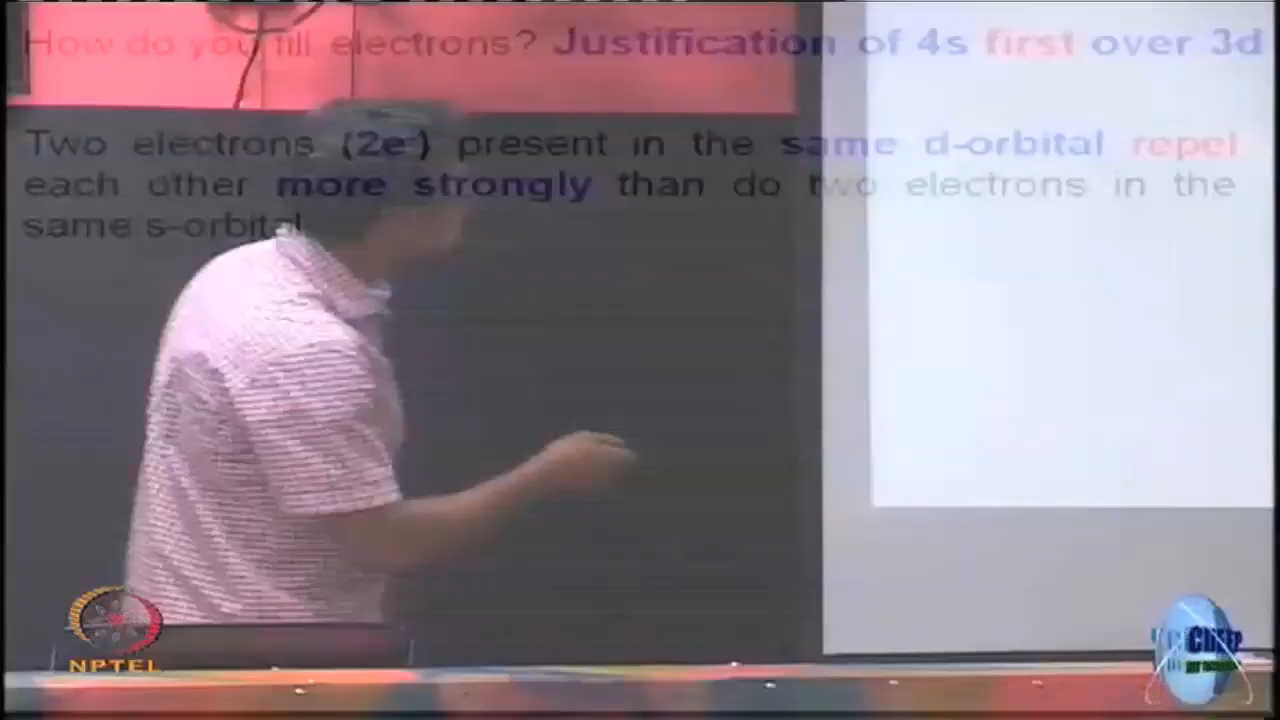 How do you fill electrons? Justification of 4s first over 3d
Two electrons (2e⁻) present in the same d-orbital repel
each other more strongly than do two electrons in the
same s-orbital
NPTEL